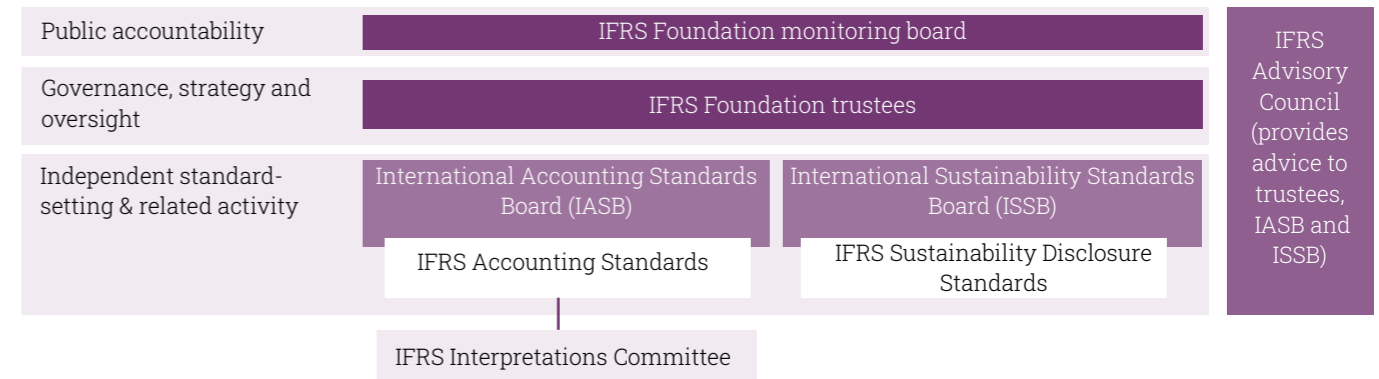 Public accountability
IFRS Foundation monitoring board
Governance, strategy and
oversight
IFRS Foundation trustees
Independent standard-
setting & related activity
International Accounting Standards
Board (IASB)
International Sustainability Standards
Board (ISSB)
IFRS Accounting Standards
IFRS Sustainability Disclosure
Standards
IFRS Interpretations Committee
IFRS
Advisory
Council
(provides
advice to
trustees,
IASB and
ISSB)